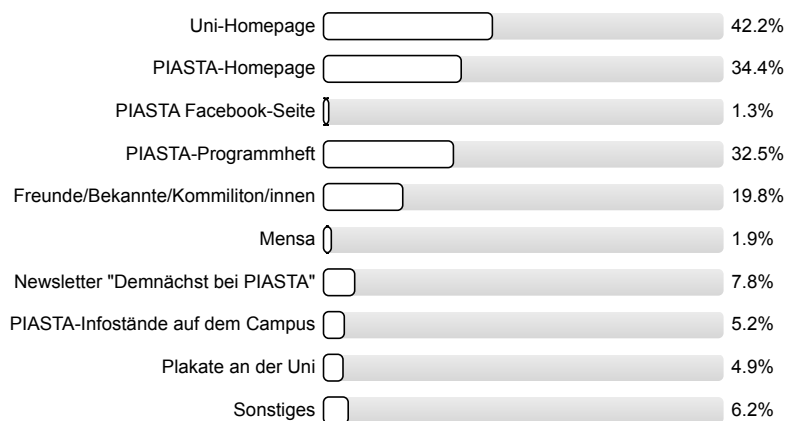 Uni-Homepage 42.2%
PIASTA-Homepage 34.4%
PIASTA Facebook-Seite 1.3%
PIASTA-Programmheft 32.5%
Freunde/Bekannte/Kommiliton/innen 19.8%
Mensa 1.9%
Newsletter "Demnächst bei PIASTA" 7.8%
PIASTA-Infostände auf dem Campus 5.2%
Plakate an der Uni 4.9%
Sonstiges 6.2%